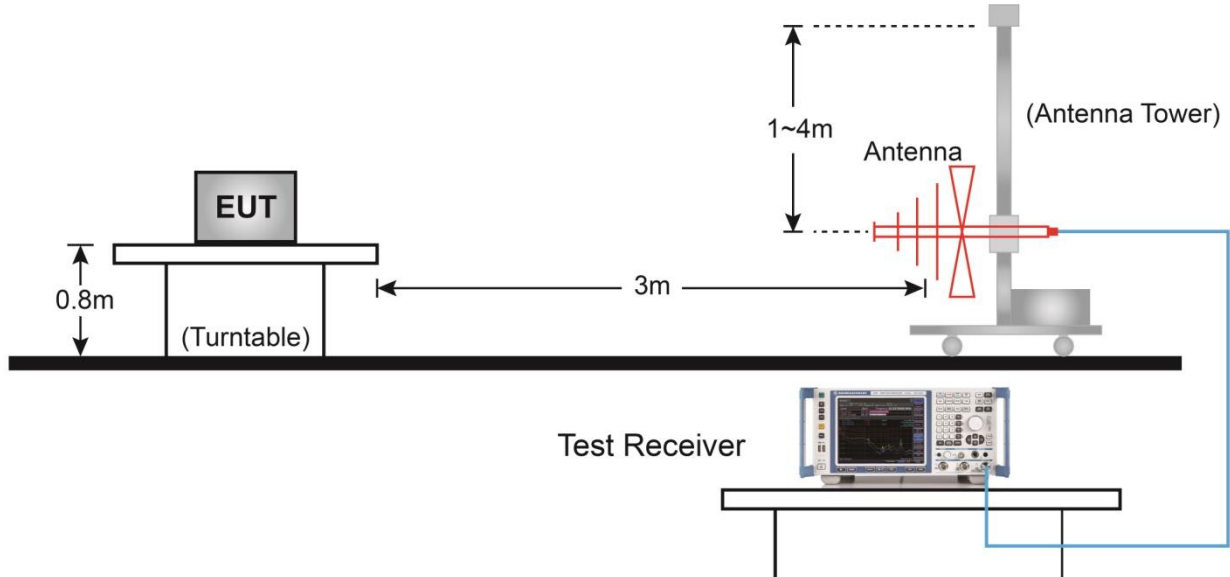 1~4m
(Antenna Tower)
Antenna
EUT
3m
0.8m
(Turntable)
Test Receiver